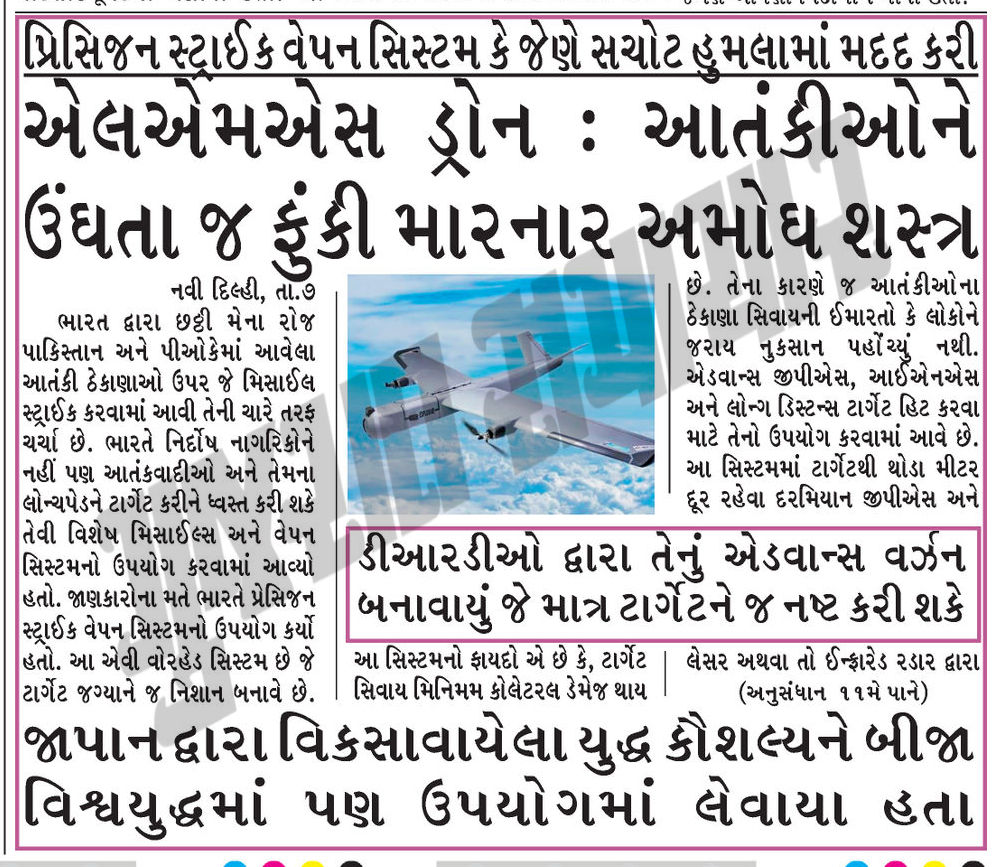 પ્રિસિજન સ્ટ્રાઈક વેપન સિસ્ટમ કે જેણે સચોટ હુમલામાં મદદ કરી
એલએમએસ ડ્રોન : આતંકીઓને
ઉંઘતા જ ફુંકી મારનાર અમોઘ શસ્ત્ર
નવી દિલ્હી, તા.૭
ભારત દ્વારા છઠ્ઠી મેના રોજ
પાકિસ્તાન અને પીઓકેમાં આવેલા
આતંકી ઠેકાણાઓ ઉપર જે મિસાઈલ
સ્ટ્રાઈક કરવામાં આવી તેની ચારે તરફ
ચર્ચા છે. ભારતે નિર્દોષ નાગરિકોને
નહીં પણ આતંકવાદીઓ અને તેમના
લોન્ચપેડને ટાર્ગેટ કરીને ધ્વસ્ત કરી શકે
તેવી વિશેષ મિસાઈલ્સ અને વેપન
સિસ્ટમનો ઉપયોગ કરવામાં આવ્યો
હતો. જાણકારોના મતે ભારતે પ્રેસિજન
સ્ટ્રાઈક વેપન સિસ્ટમનો ઉપયોગ કર્યો
હતો. આ એવી વોરહેડ સિસ્ટમ છે જે
ટાર્ગેટ જગ્યાને જ નિશાન બનાવે છે.
ડીઆરડીઓ દ્વારા તેનું એડવાન્સ વર્ઝન
બનાવાયું જે માત્ર ટાર્ગેટને જ નષ્ટ કરી શકે
આ સિસ્ટમનો ફાયદો એ છે કે, ટાર્ગેટ
સિવાય મિનિમમ કોલેટરલ ડેમેજ થાય
છે. તેના કારણે જ આતંકીઓના
ઠેકાણા સિવાયની ઈમારતો કે લોકોને
જરાય નુકસાન પહોંચ્યું નથી.
એડવાન્સ જીપીએસ, આઈએનએસ
અને લોન્ગ ડિસ્ટન્સ ટાર્ગેટ હિટ કરવા
માટે તેનો ઉપયોગ કરવામાં આવે છે.
આ સિસ્ટમમાં ટાર્ગેટથી થોડા મીટર
દૂર રહેવા દરમિયાન જીપીએસ અને
લેસર અથવા તો ઈન્ફ્રારેડ રડાર દ્વારા
(અનુસંધાન ૧૧મે પાને)
જાપાન દ્વારા વિકસાવાયેલા યુદ્ધ કૌશલ્યને બીજા
વિશ્વયુદ્ધમાં પણ ઉપયોગમાં લેવાયા હતા